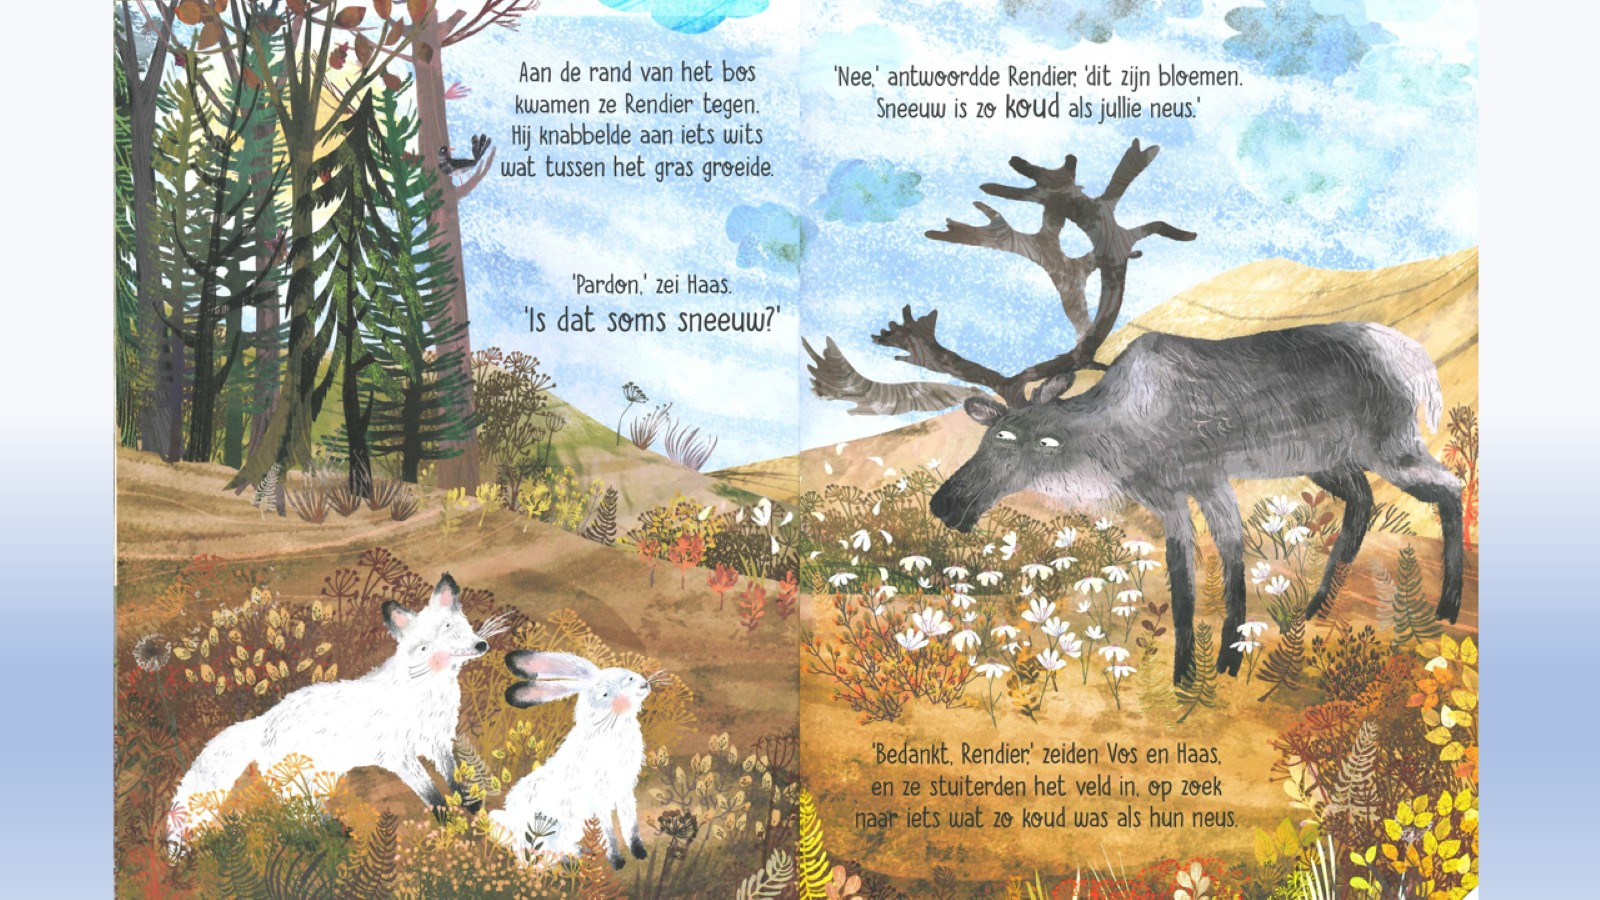 Aan de rand van het bos
kwamen ze Rendier tegen.
Hij knabbelde aan iets wits
wat tussen het gras groeide.
'Pardon,' zei Haas.
'Is dat soms sneeuw?'
'Nee,' antwoordde Rendier, 'dit zijn bloemen.
Sneeuw is zo koud als jullie neus.'
'Bedankt, Rendier,' zeiden Vos en Haas,
en ze stuiterden het veld in, op zoek
naar iets wat zo koud was als hun neus.